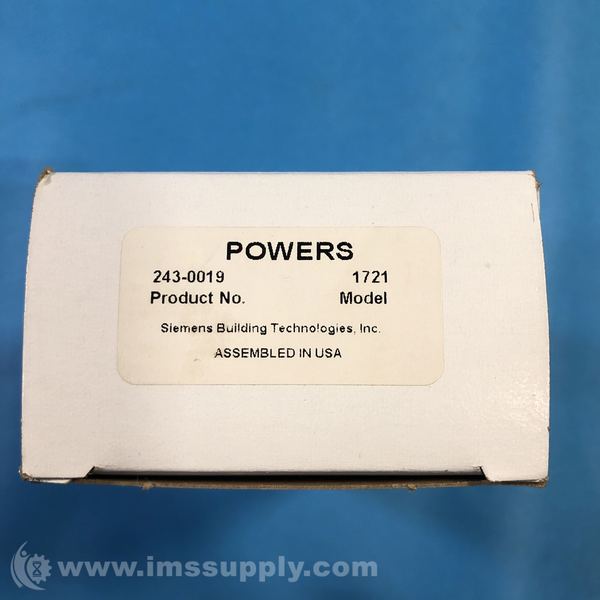 POWERS
243-0019 1721
Product No. Model
Siemens Building Technologies, Inc.
ASSEMBLED IN USA
www.imssupply.com